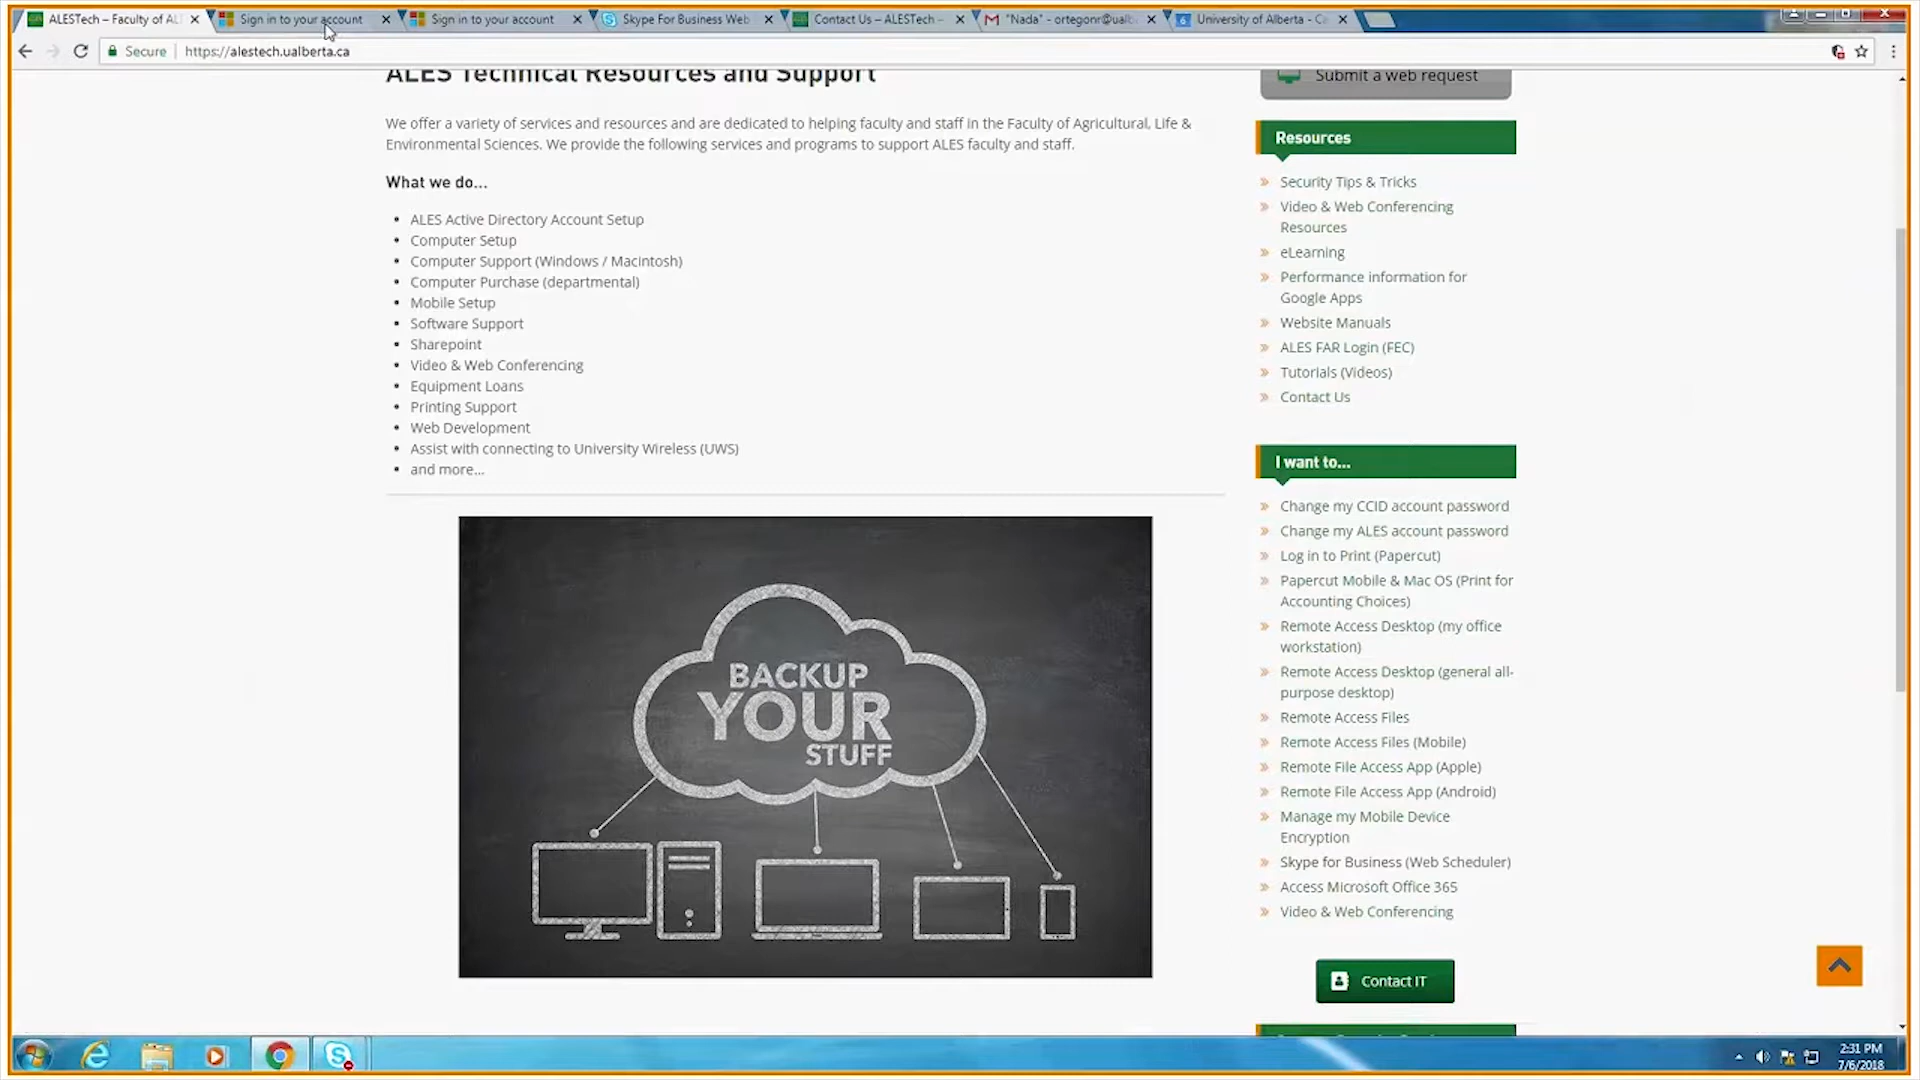 ALESTech – Faculty of AL
Sign in to your account
Sign in to your account
Skype For Business Web
Contact Us – ALESTech –
"Nada" - ortegonr@ualb
University of Alberta - C
Secure
https://alestech.ualberta.ca
ALES Technical Resources and Support
We offer a variety of services and resources and are dedicated to helping faculty and staff in the Faculty of Agricultural, Life &
Environmental Sciences. We provide the following services and programs to support ALES faculty and staff.
What we do...
ALES Active Directory Account Setup
Computer Setup
Computer Support (Windows / Macintosh)
Computer Purchase (departmental)
Mobile Setup
Software Support
Sharepoint
Video & Web Conferencing
Equipment Loans
Printing Support
Web Development
Assist with connecting to University Wireless (UWS)
and more...
BACKUP
YOUR
STUFF
Submit a web request
Resources
Security Tips & Tricks
Video & Web Conferencing
Resources
eLearning
Performance information for
Google Apps
Website Manuals
ALES FAR Login (FEC)
Tutorials (Videos)
Contact Us
I want to...
Change my CCID account password
Change my ALES account password
Log in to Print (Papercut)
Papercut Mobile & Mac OS (Print for
Accounting Choices)
Remote Access Desktop (my office
workstation)
Remote Access Desktop (general all-
purpose desktop)
Remote Access Files
Remote Access Files (Mobile)
Remote File Access App (Apple)
Remote File Access App (Android)
Manage my Mobile Device
Encryption
Skype for Business (Web Scheduler)
Access Microsoft Office 365
Video & Web Conferencing
Contact IT
2:31 PM
7/6/2018